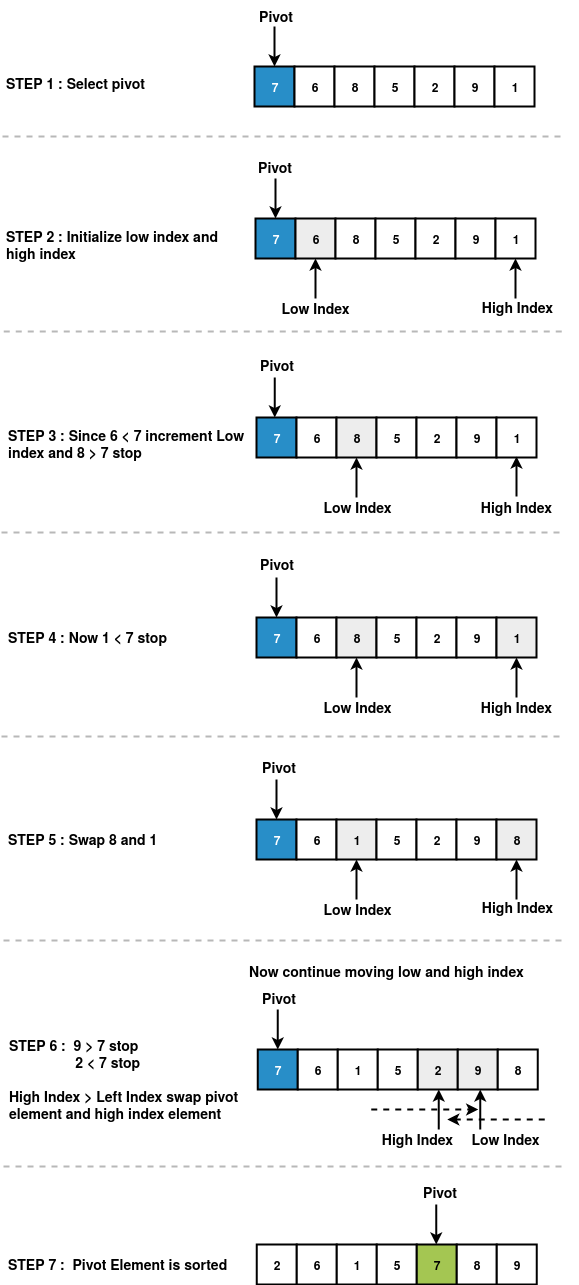 Pivot
STEP 1 : Select pivot
7 6 8 5 2 9 1
Pivot
STEP 2 : Initialize low index and
high index
7 6 8 5 2 9 1
Low Index High Index
Pivot
STEP 3 : Since 6 < 7 increment Low
index and 8 > 7 stop
7 6 8 5 2 9 1
Low Index High Index
Pivot
STEP 4 : Now 1 < 7 stop
7 6 8 5 2 9 1
Low Index High Index
Pivot
STEP 5 : Swap 8 and 1
7 6 1 5 2 9 8
Low Index High Index
Now continue moving low and high index
Pivot
STEP 6 : 9 > 7 stop
2 < 7 stop
High Index > Left Index swap pivot
element and high index element
7 6 1 5 2 9 8
High Index Low Index
Pivot
STEP 7 : Pivot Element is sorted
2 6 1 5 7 8 9